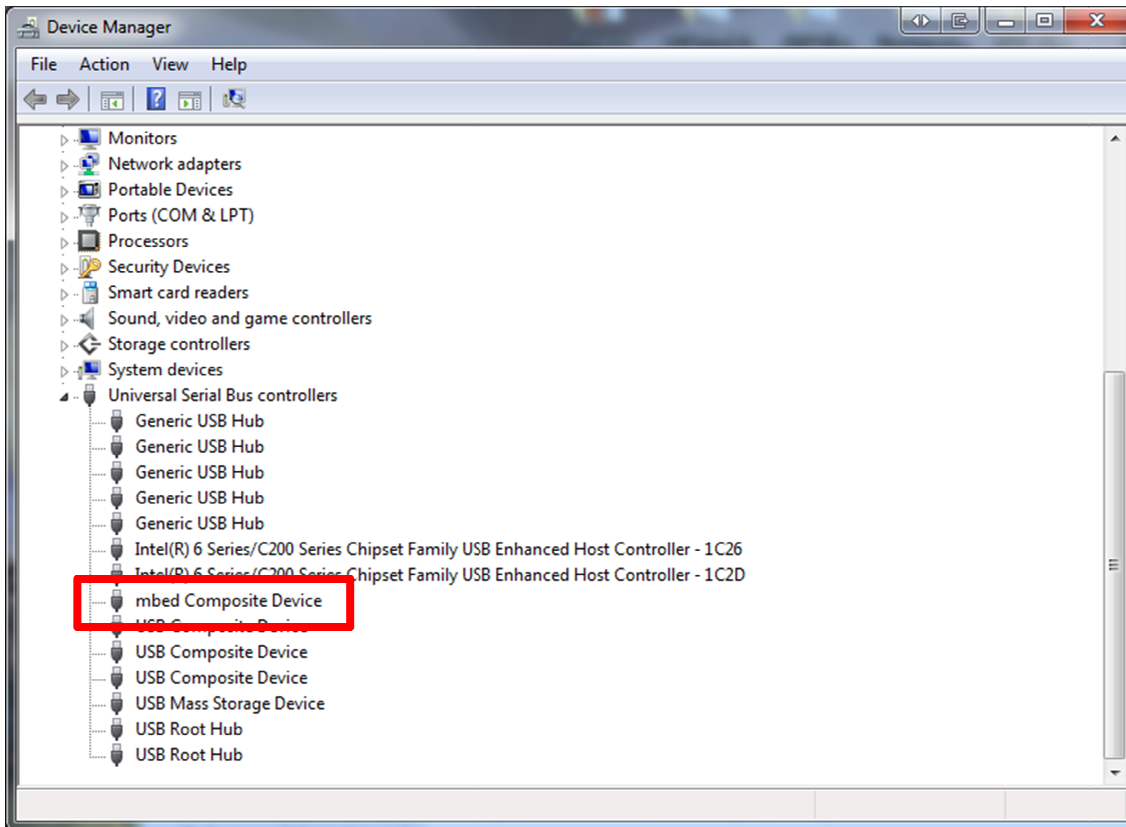 Device Manager
File Action View Help
Monitors
Network adapters
Portable Devices
Ports (COM & LPT)
Processors
Security Devices
Smart card readers
Sound, video and game controllers
Storage controllers
System devices
Universal Serial Bus controllers
Generic USB Hub
Generic USB Hub
Generic USB Hub
Generic USB Hub
Generic USB Hub
Intel(R) 6 Series/C200 Series Chipset Family USB Enhanced Host Controller - 1C26
Intel(R) 6 Series/C200 Series Chipset Family USB Enhanced Host Controller - 1C2D
mbed Composite Device
USB Composite Device
USB Composite Device
USB Composite Device
USB Mass Storage Device
USB Root Hub
USB Root Hub